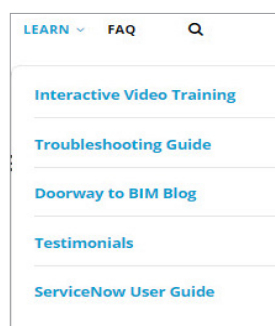 LEARN FAQ
Interactive Video Training
Troubleshooting Guide
Doorway to BIM Blog
Testimonials
ServiceNow User Guide